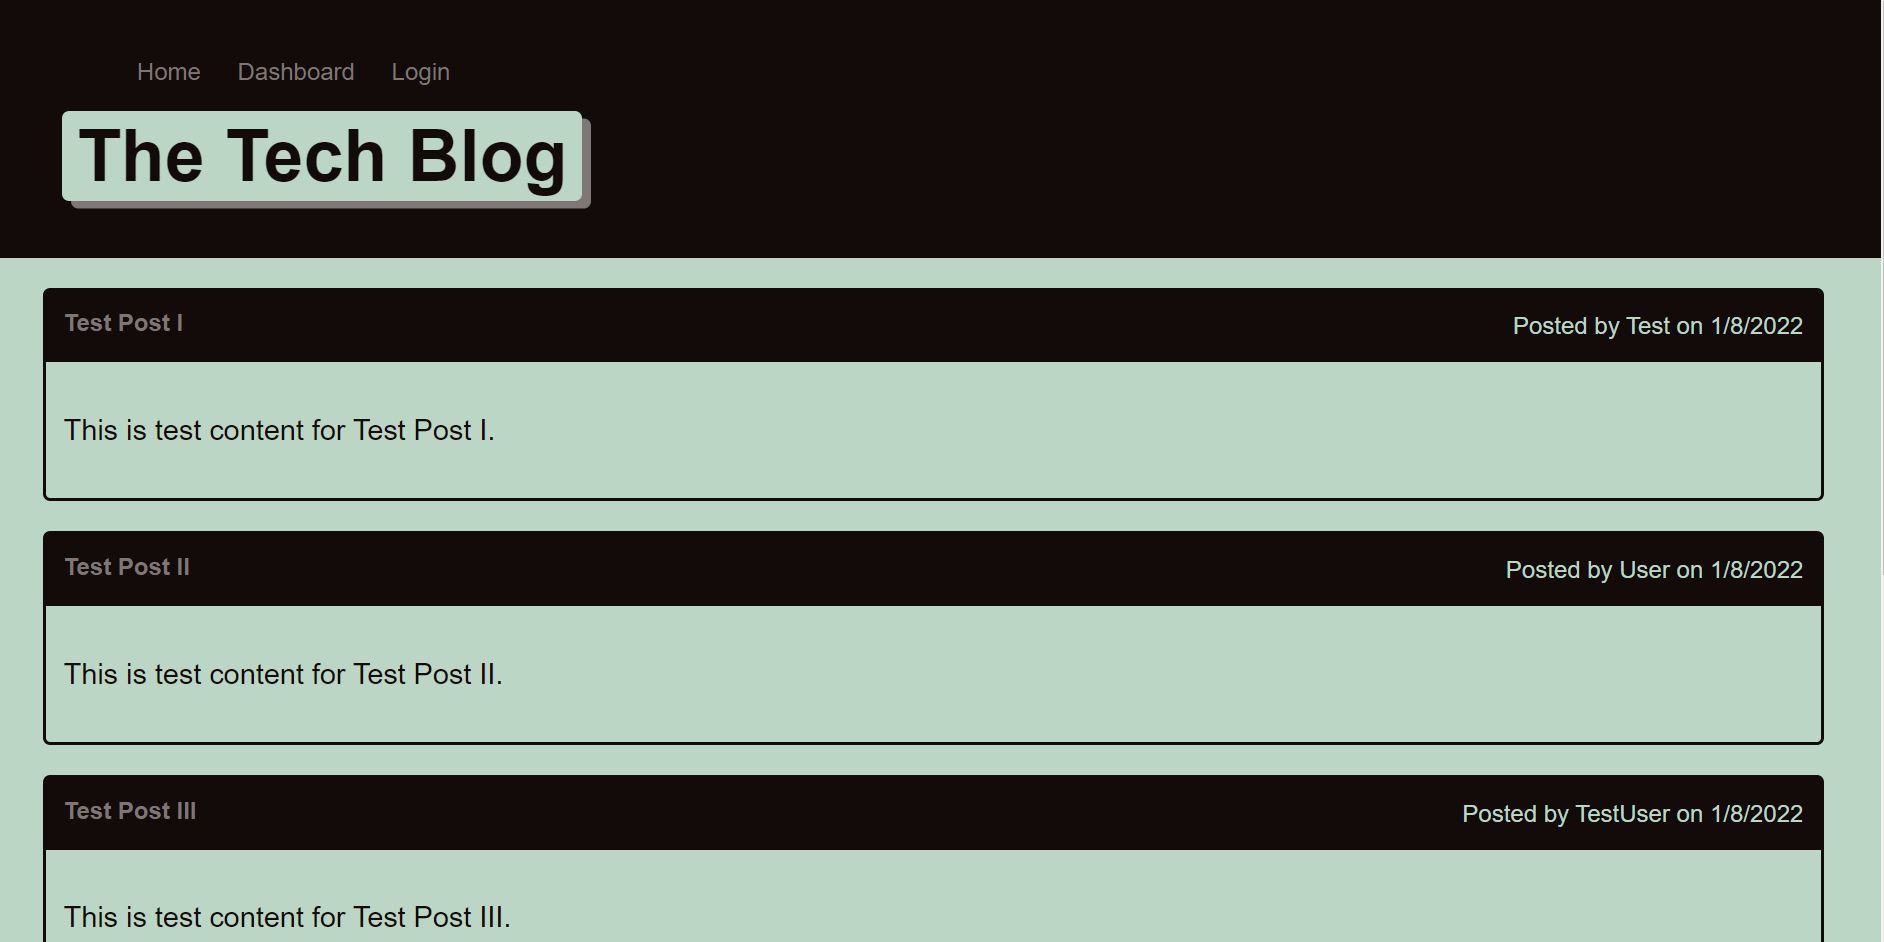 Home Dashboard Login
The Tech Blog
Test Post I Posted by Test on 1/8/2022
This is test content for Test Post I.
Test Post II Posted by User on 1/8/2022
This is test content for Test Post II.
Test Post III Posted by TestUser on 1/8/2022
This is test content for Test Post III.